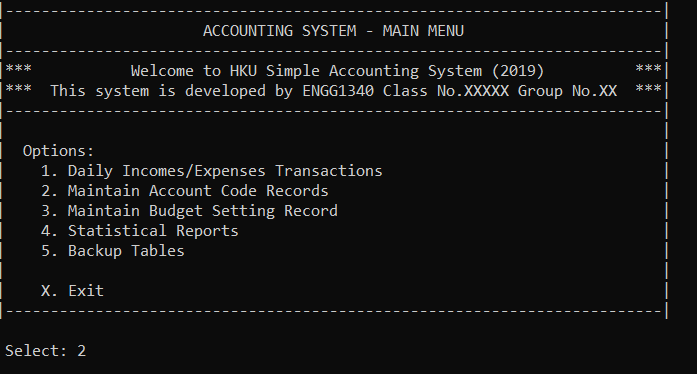 |-------------------------------------------------------------------------|
ACCOUNTING SYSTEM - MAIN MENU
|-------------------------------------------------------------------------|
|*** Welcome to HKU Simple Accounting System (2019) ***|
|*** This system is developed by ENGG1340 Class No.XXXXX Group No.XX ***|
|-------------------------------------------------------------------------|
Options:
1. Daily Incomes/Expenses Transactions
2. Maintain Account Code Records
3. Maintain Budget Setting Record
4. Statistical Reports
5. Backup Tables
X. Exit
|-------------------------------------------------------------------------|
Select: 2